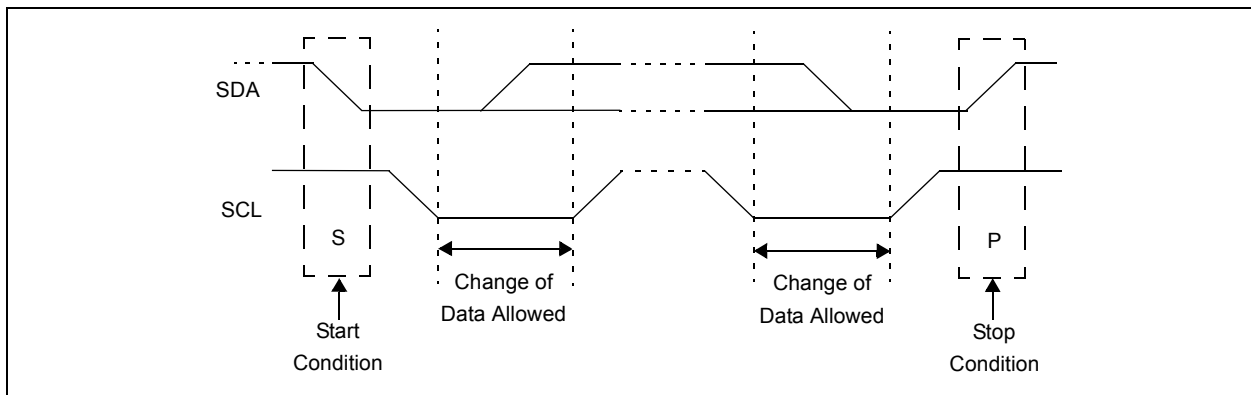 SDA
SCL
S
P
Change of
Data Allowed
Change of
Data Allowed
Start
Condition
Stop
Condition